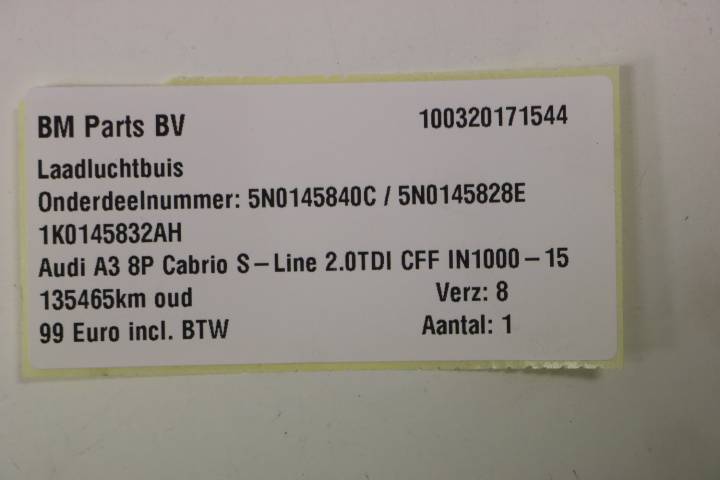 BM Parts BV 100320171544
Laadluchtbuis
Onderdeelnummer: 5N0145840C / 5N0145828E
1K0145832AH
Audi A3 8P Cabrio S-Line 2.0TDI CFF IN1000-15
135465km oud Verz: 8
99 Euro incl. BTW Aantal: 1